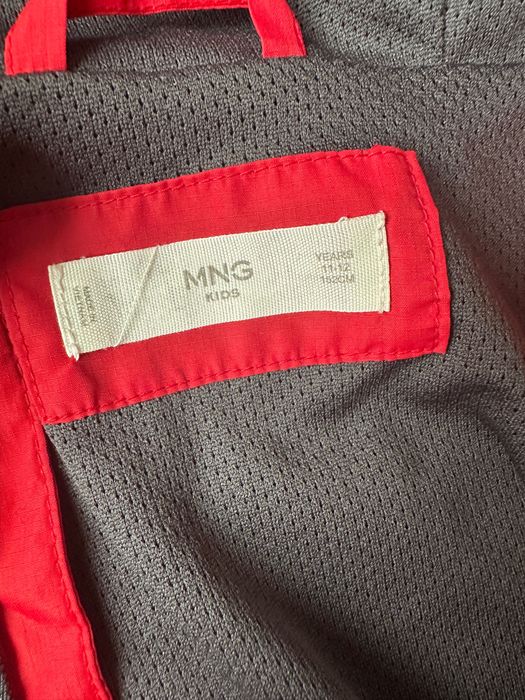 MADE IN
VIETNAM
MNG
KIDS
YEARS
11-12
152CM